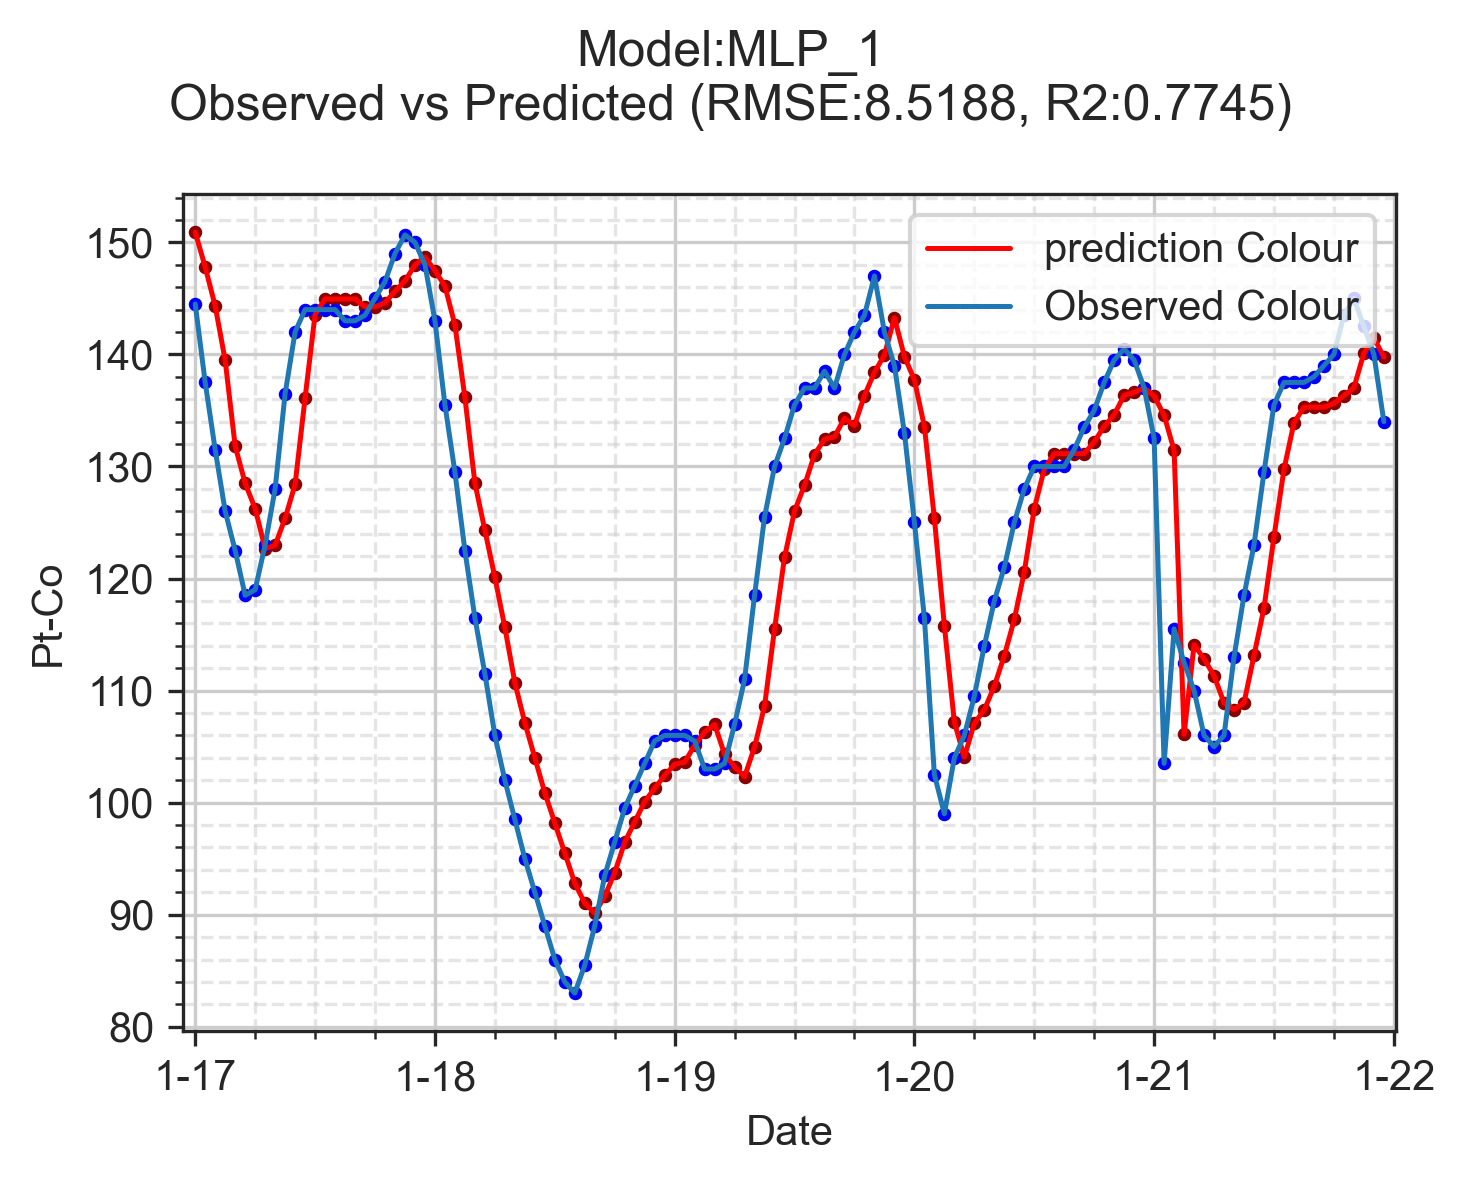 Model:MLP_1
Observed vs Predicted (RMSE:8.5188, R2:0.7745)
prediction Colour
Observed Colour
150
140
130
120
110
100
90
80
Pt-Co
1-17
1-18
1-19
1-20
1-21
1-22
Date